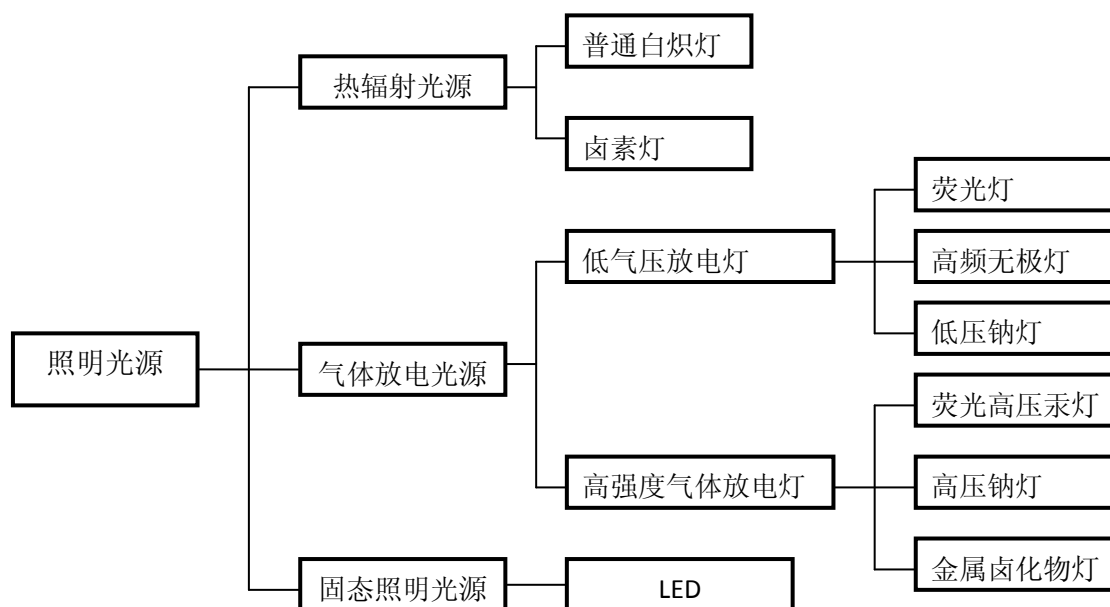 普通白炽灯
热辐射光源
卤素灯
荧光灯
低气压放电灯
高频无极灯
低压钠灯
照明光源
气体放电光源
荧光高压汞灯
高强度气体放电灯
高压钠灯
金属卤化物灯
固态照明光源
LED